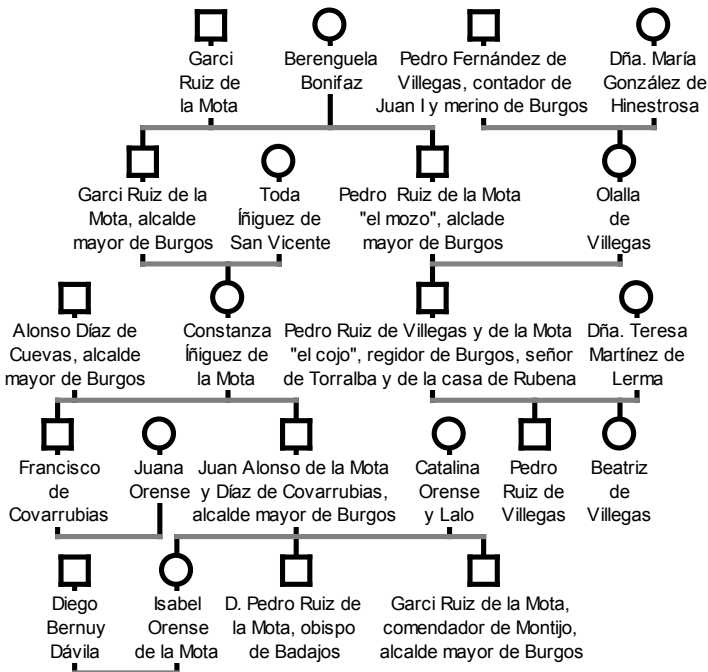 Garci
Ruiz de
la Mota
Berenguela
Bonifaz
Pedro Fernández de
Villegas, contador de
Juan I y merino de Burgos
Dña. María
González de
Hinestrosa
Garci Ruiz de la
Mota, alcalde
mayor de Burgos
Toda
Íñiguez de
San Vicente
Pedro Ruiz de la Mota
"el mozo", alclade
mayor de Burgos
Olalla
de
Villegas
Alonso Díaz de
Cuevas, alcalde
mayor de Burgos
Constanza
Íñiguez de
la Mota
Pedro Ruiz de Villegas y de la Mota
"el cojo", regidor de Burgos, señor
de Torralba y de la casa de Rubena
Dña. Teresa
Martínez de
Lerma
Francisco
de
Covarrubias
Juana
Orense
Juan Alonso de la Mota
y Díaz de Covarrubias,
alcalde mayor de Burgos
Catalina
Orense
y Lalo
Pedro
Ruiz de
Villegas
Beatriz
de
Villegas
Diego
Bernuy
Dávila
Isabel
Orense
de la Mota
D. Pedro Ruiz de
la Mota, obispo
de Badajos
Garci Ruiz de la Mota,
comendador de Montijo,
alcalde mayor de Burgos